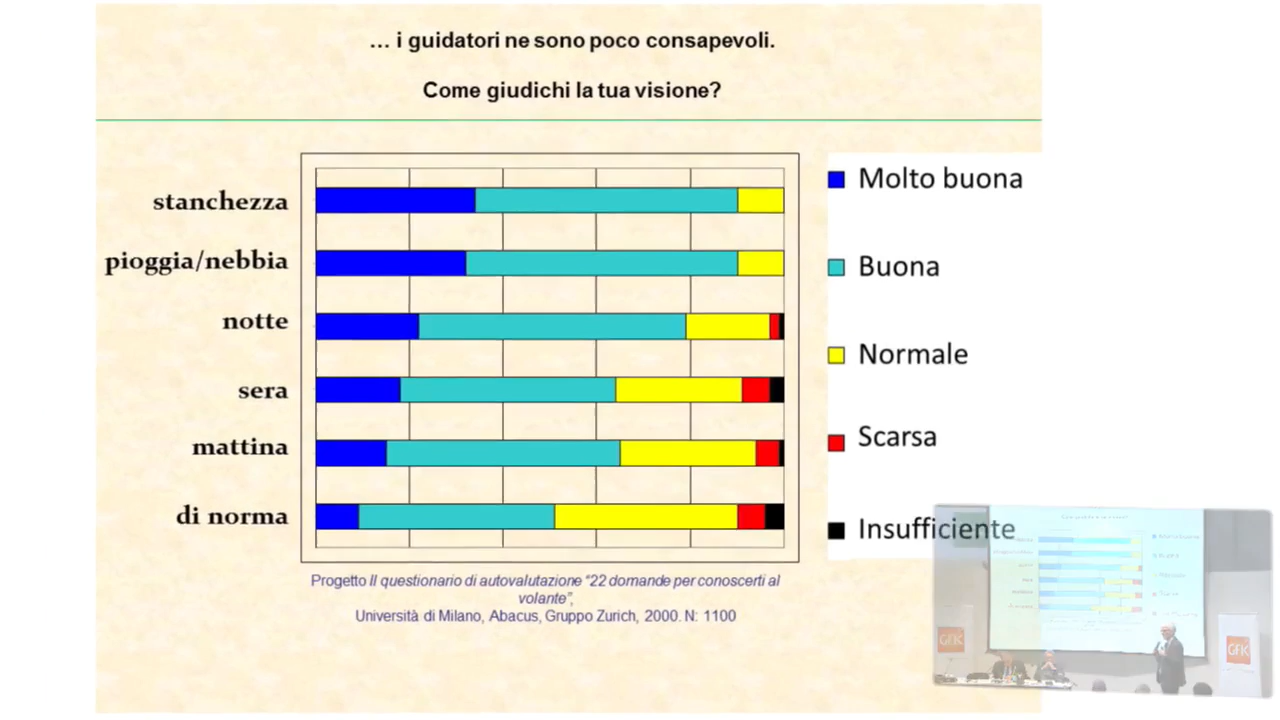 … i guidatori ne sono poco consapevoli.
Come giudichi la tua visione?
stanchezza
pioggia/nebbia
notte
sera
mattina
di norma
Molto buona
Buona
Normale
Scarsa
Insufficiente
Progetto Il questionario di autovalutazione “22 domande per conoscerti al
volante”,
Università di Milano, Abacus, Gruppo Zurich, 2000. N: 1100
GFK
GFK